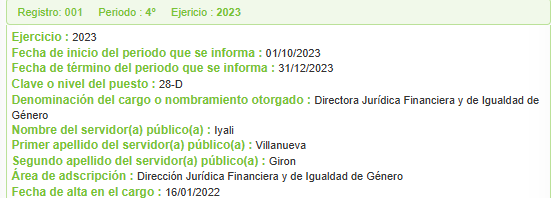 Registro: 001 Periodo : 4º Ejericio : 2023
Ejercicio : 2023
Fecha de inicio del periodo que se informa : 01/10/2023
Fecha de término del periodo que se informa : 31/12/2023
Clave o nivel del puesto : 28-D
Denominación del cargo o nombramiento otorgado : Directora Jurídica Financiera y de Igualdad de
Género
Nombre del servidor(a) público(a) : Iyali
Primer apellido del servidor(a) público(a) : Villanueva
Segundo apellido del servidor(a) público(a) : Giron
Área de adscripción : Dirección Jurídica Financiera y de Igualdad de Género
Fecha de alta en el cargo : 16/01/2022